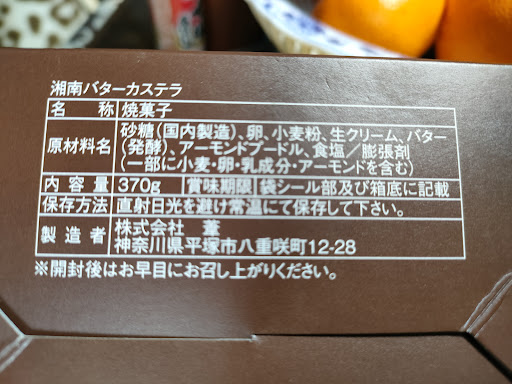 湘南バターカステラ
名 称 焼菓子
原材料名 砂糖(国内製造)、卵、小麦粉、生クリーム、バター
(発酵)、アーモンドプードル、食塩／膨張剤
(一部に小麦・卵・乳成分・アーモンドを含む)
内 容 量 370g 賞味期限 袋シール部及び箱底に記載
保存方法 直射日光を避け常温にて保存して下さい。
製 造 者 株式会社 葦
神奈川県平塚市八重咲町12-28
※開封後はお早目にお召し上がりください。